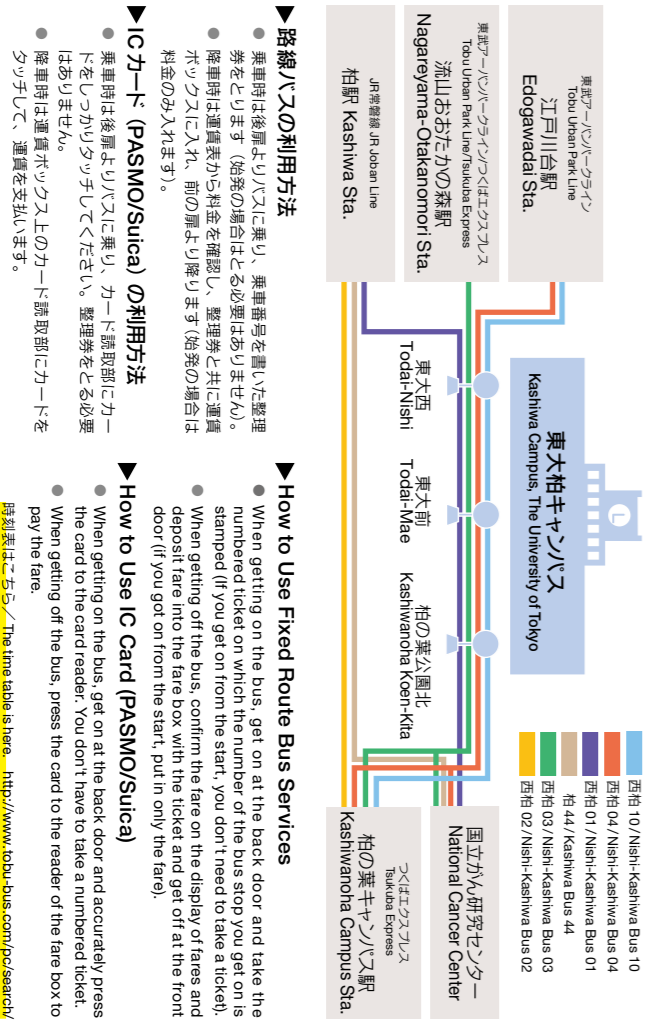 東武アーバンパークライン
Tobu Urban Park Line
江戸川台駅
Edogawadai Sta.
東武アーバンパークライン/つくばエクスプレス
Tobu Urban Park Line/Tsukuba Express
流山おおたかの森駅
Nagareyama-Otakanomori Sta.
JR常磐線 JR Joban Line
柏駅 Kashiwa Sta.
東大柏キャンパス
Kashiwa Campus, The University of Tokyo
東大西
Todai-Nishi
東大前
Todai-Mae
柏の葉公園北
Kashiwanoha Koen-Kita
西柏 10 /Nishi-Kashiwa Bus 10
西柏 04 /Nishi-Kashiwa Bus 04
西柏 01 /Nishi-Kashiwa Bus 01
柏 44 /Kashiwa Bus 44
西柏 03 /Nishi-Kashiwa Bus 03
西柏 02 /Nishi-Kashiwa Bus 02
国立がん研究センター
National Cancer Center
つくばエクスプレス
Tsukuba Express
柏の葉キャンパス駅
Kashiwanoha Campus Sta.
▶路線バスの利用方法
● 乗車時は後扉よりバスに乗り、乗車番号を書いた整理
券をとります（始発の場合はとる必要はありません）。
● 降車時は運賃表から料金を確認し、整理券と共に運賃
ボックスに入れ、前の扉より降ります(始発の場合は
料金のみ入れます）。
▶ICカード（PASMO/Suica）の利用方法
● 乗車時は後扉よりバスに乗り、カード読取部にカー
ドをしっかりタッチしてください。整理券をとる必要
はありません。
● 降車時は運賃ボックス上のカード読取部にカードを
タッチして、運賃を支払います。
▶How to Use Fixed Route Bus Services
● When getting on the bus, get on at the back door and take the
numbered ticket on which the number of the bus stop you get on is
stamped (If you get on from the start, you don't need to take a ticket).
● When getting off the bus, confirm the fare on the display of fares and
deposit fare into the fare box with the ticket and get off at the front
door (if you got on from the start, put in only the fare).
▶How to Use IC Card (PASMO/Suica)
● When getting on the bus, get on at the back door and accurately press
the card to the card reader. You don't have to take a numbered ticket.
● When getting off the bus, press the card to the reader of the fare box to
pay the fare.
時刻表はこちら／The time table is here. http://www.tobu-bus.com/pc/search/